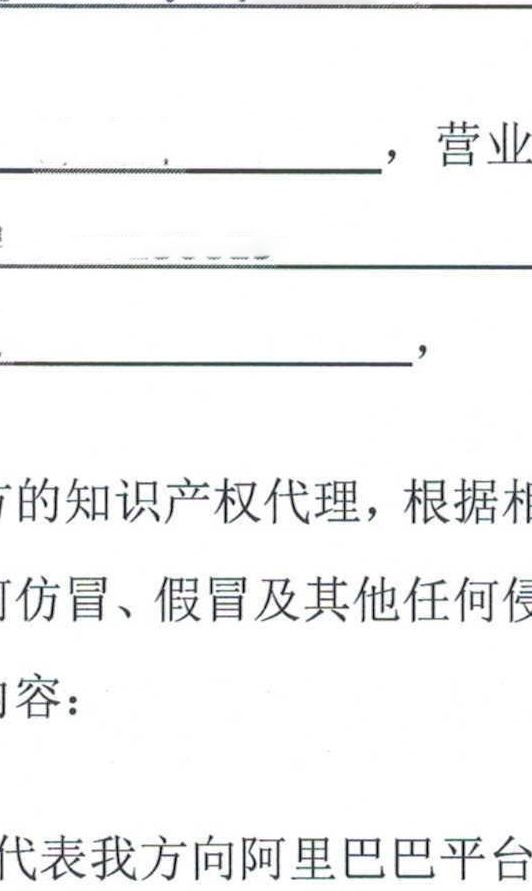 ，营业
，
方的知识产权代理，根据相
何仿冒、假冒及其他任何侵
内容：
代表我方向阿里巴巴平台